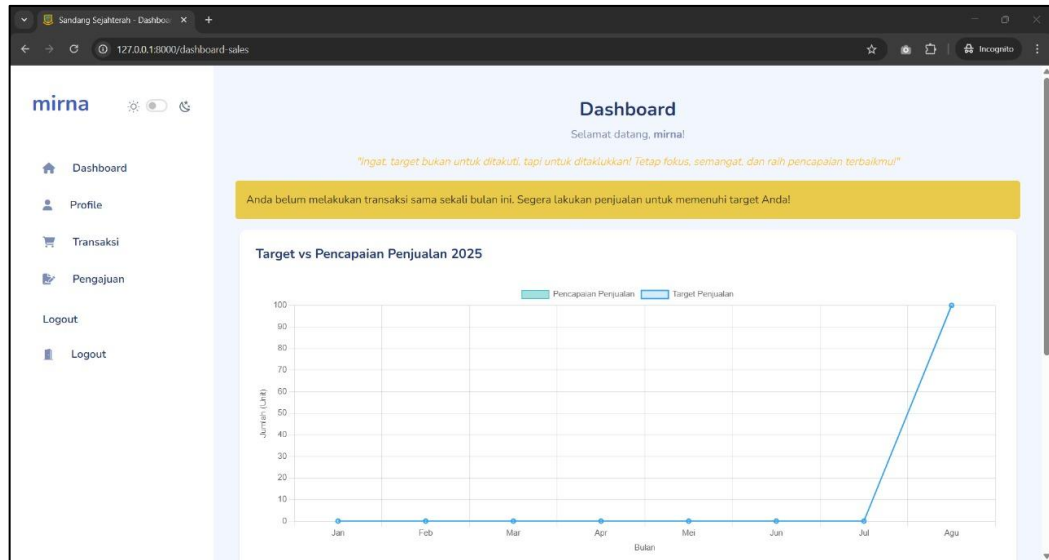 Sandang Sejahterah - Dashboar
127.0.0.1:8000/dashboard-sales
Incognito
mirna
Dashboard
Profile
Transaksi
Pengajuan
Logout
Logout
Dashboard
Selamat datang, mirna!
"Ingat, target bukan untuk ditakuti, tapi untuk ditaklukkan! Tetap fokus, semangat, dan raih pencapaian terbaikmu!"
Anda belum melakukan transaksi sama sekali bulan ini. Segera lakukan penjualan untuk memenuhi target Anda!
Target vs Pencapaian Penjualan 2025
Pencapaian Penjualan Target Penjualan
Jumlah (Unit)
100
90
80
70
60
50
40
30
20
10
0
Jan Feb Mar Apr Mei Jun Jul Agu
Bulan